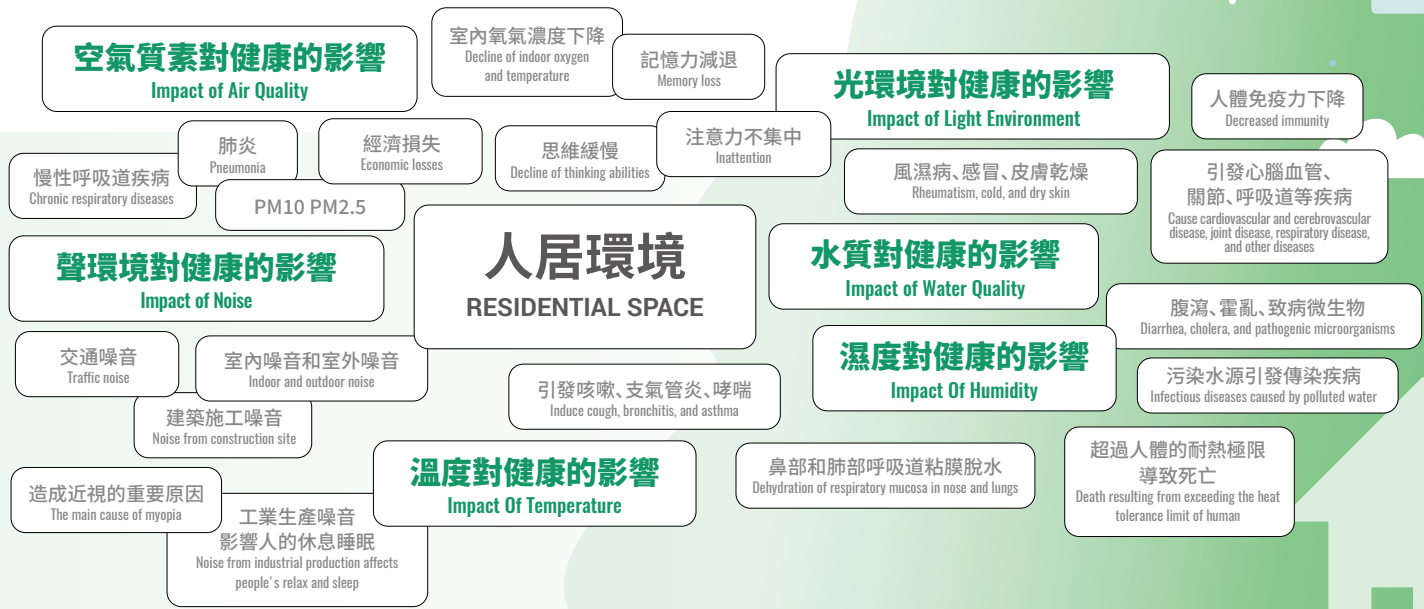 空氣質素對健康的影響
Impact of Air Quality
室內氧氣濃度下降
Decline of indoor oxygen
and temperature
記憶力減退
Memory loss
光環境對健康的影響
Impact of Light Environment
人體免疫力下降
Decreased immunity
肺炎
Pneumonia
經濟損失
Economic losses
思維緩慢
Decline of thinking abilities
注意力不集中
Inattention
慢性呼吸道疾病
Chronic respiratory diseases
PM10 PM2.5
風濕病、感冒、皮膚乾燥
Rheumatism, cold, and dry skin
引發心腦血管、
關節、呼吸道等疾病
Cause cardiovascular and cerebrovascular
disease, joint disease, respiratory disease,
and other diseases
聲環境對健康的影響
Impact of Noise
人居環境
RESIDENTIAL SPACE
水質對健康的影響
Impact of Water Quality
腹瀉、霍亂、致病微生物
Diarrhea, cholera, and pathogenic microorganisms
交通噪音
Traffic noise
室內噪音和室外噪音
Indoor and outdoor noise
建築施工噪音
Noise from construction site
引發咳嗽、支氣管炎、哮喘
Induce cough, bronchitis, and asthma
濕度對健康的影響
Impact Of Humidity
污染水源引發傳染疾病
Infectious diseases caused by polluted water
造成近視的重要原因
The main cause of myopia
工業生產噪音
影響人的休息睡眠
Noise from industrial production affects
people's relax and sleep
溫度對健康的影響
Impact Of Temperature
鼻部和肺部呼吸道粘膜脫水
Dehydration of respiratory mucosa in nose and lungs
超過人體的耐熱極限
導致死亡
Death resulting from exceeding the heat
tolerance limit of human